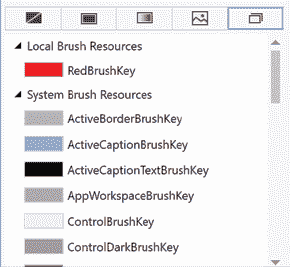 Local Brush Resources
RedBrushKey
System Brush Resources
ActiveBorderBrushKey
ActiveCaptionBrushKey
ActiveCaptionTextBrushKey
AppWorkspaceBrushKey
ControlBrushKey
ControlDarkBrushKey